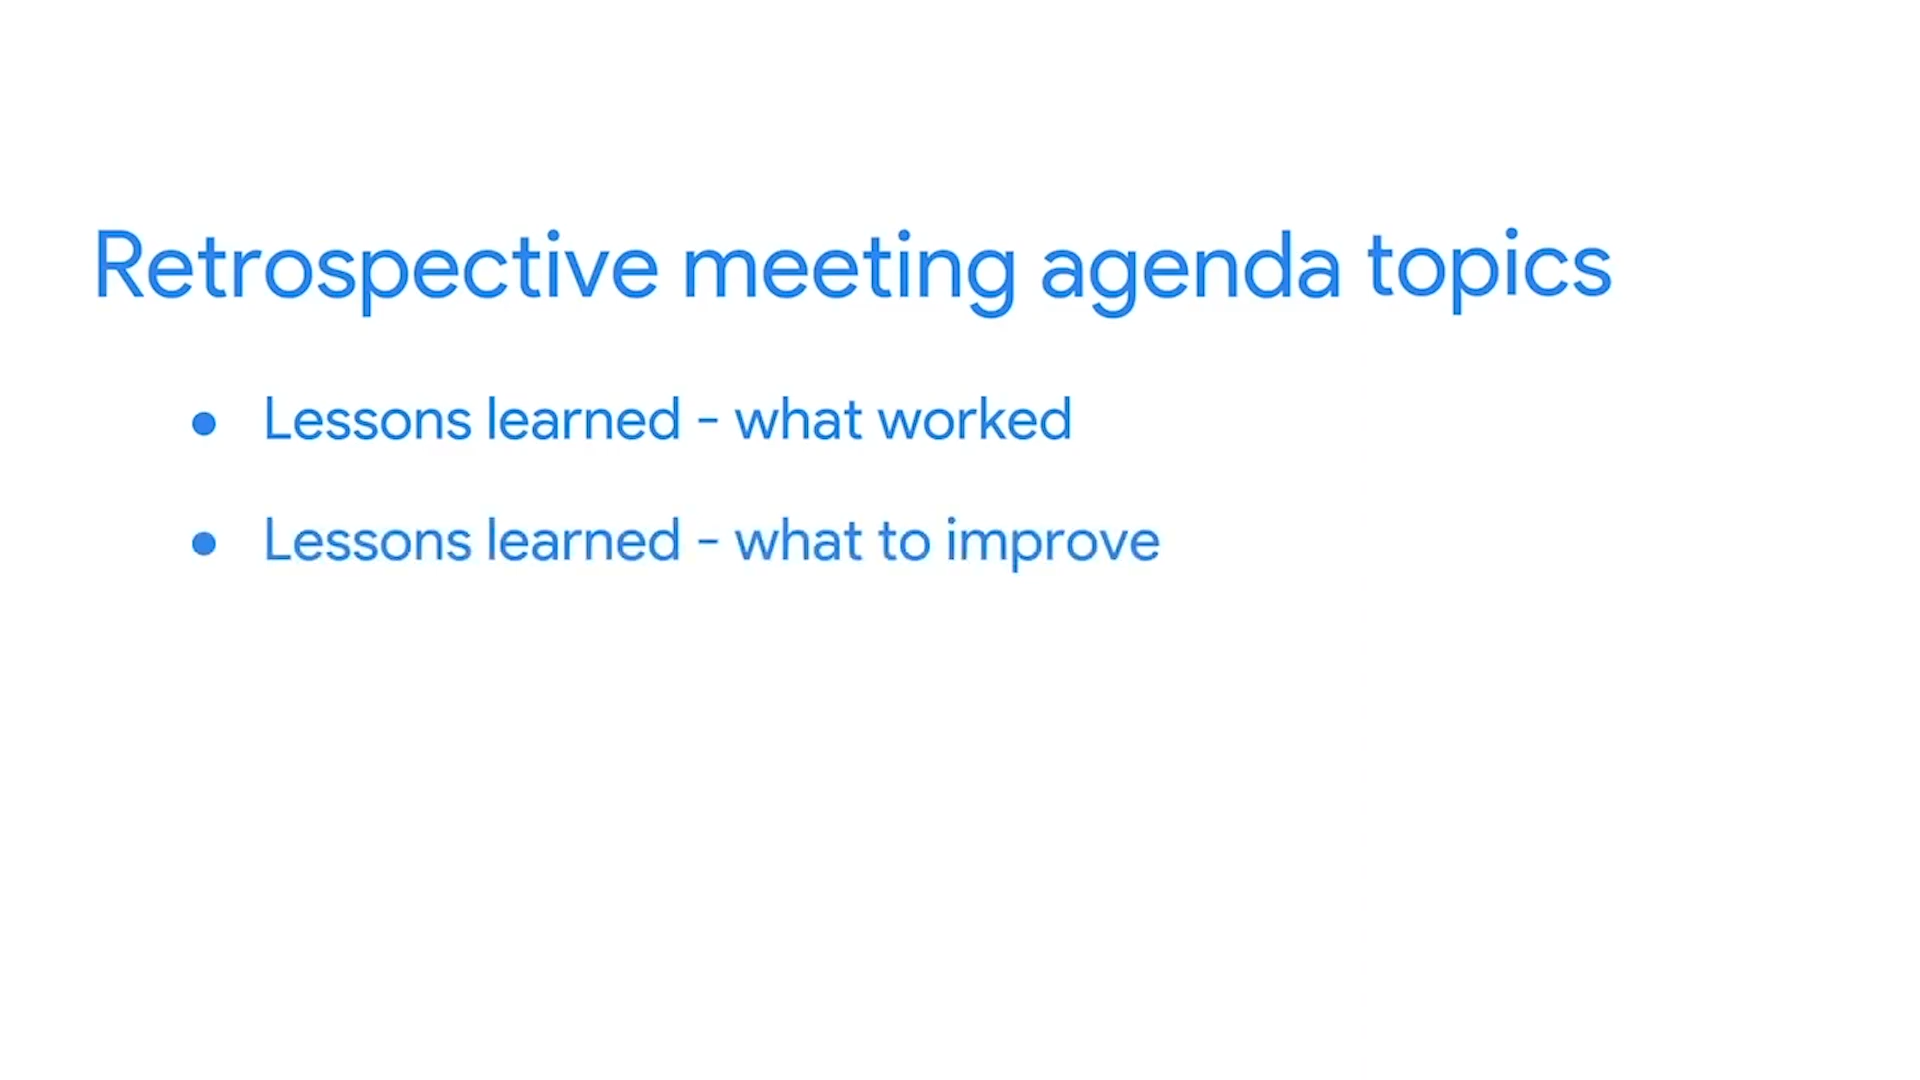 Retrospective meeting agenda topics
● Lessons learned - what worked
● Lessons learned - what to improve